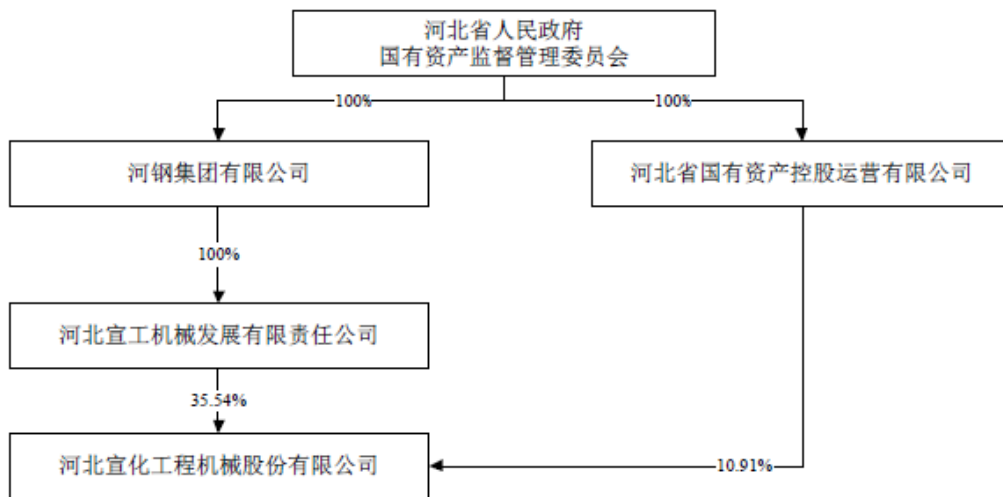 河北省人民政府
国有资产监督管理委员会
100%
100%
河钢集团有限公司
河北省国有资产控股运营有限公司
100%
河北宣工机械发展有限责任公司
35.54%
河北宣化工程机械股份有限公司
10.91%